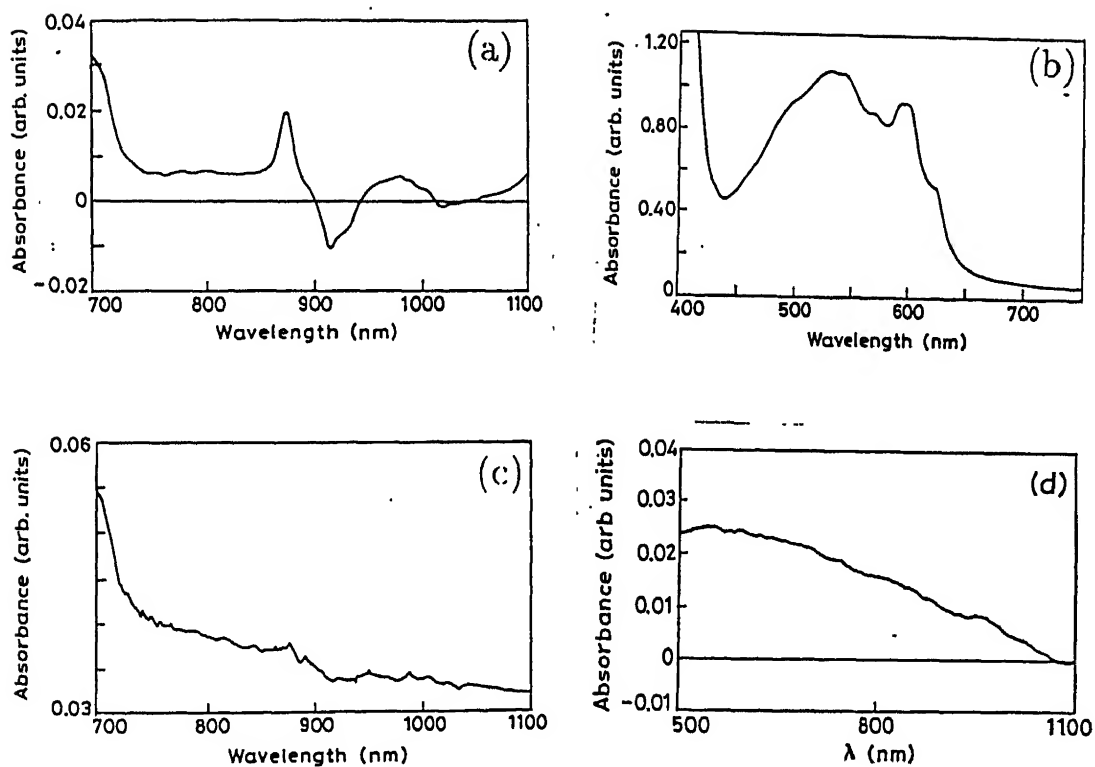 (a)
Absorbance (arb. units)
0.04
0.02
0
-0.02
700 800 900 1000 1100
Wavelength (nm)
(b)
Absorbance (arb. units)
1.20
0.80
0.40
0
400 500 600 700
Wavelength (nm)
(c)
Absorbance (arb. units)
0.06
0.03
700 800 900 1000 1100
Wavelength (nm)
(d)
Absorbance (arb units)
0.04
0.03
0.02
0.01
0
-0.01
500 800 1100
λ (nm)